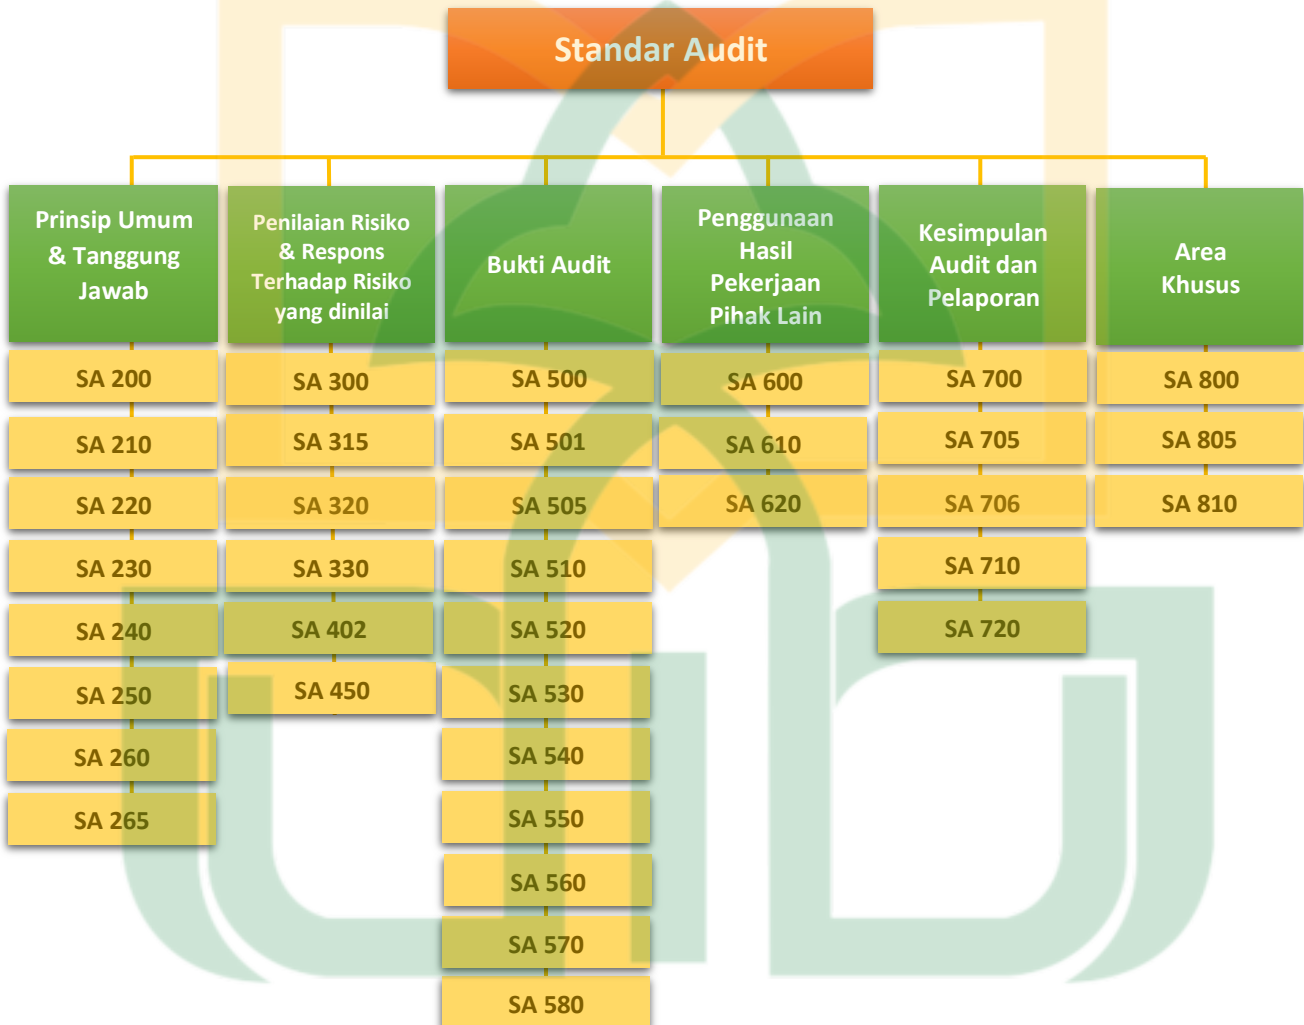 Standar Audit
Prinsip Umum
& Tanggung
Jawab
SA 200
SA 210
SA 220
SA 230
SA 240
SA 250
SA 260
SA 265
Penilaian Risiko
& Respons
Terhadap Risiko
yang dinilai
SA 300
SA 315
SA 320
SA 330
SA 402
SA 450
Bukti Audit
SA 500
SA 501
SA 505
SA 510
SA 520
SA 530
SA 540
SA 550
SA 560
SA 570
SA 580
Penggunaan
Hasil
Pekerjaan
Pihak Lain
SA 600
SA 610
SA 620
Kesimpulan
Audit dan
Pelaporan
SA 700
SA 705
SA 706
SA 710
SA 720
Area
Khusus
SA 800
SA 805
SA 810